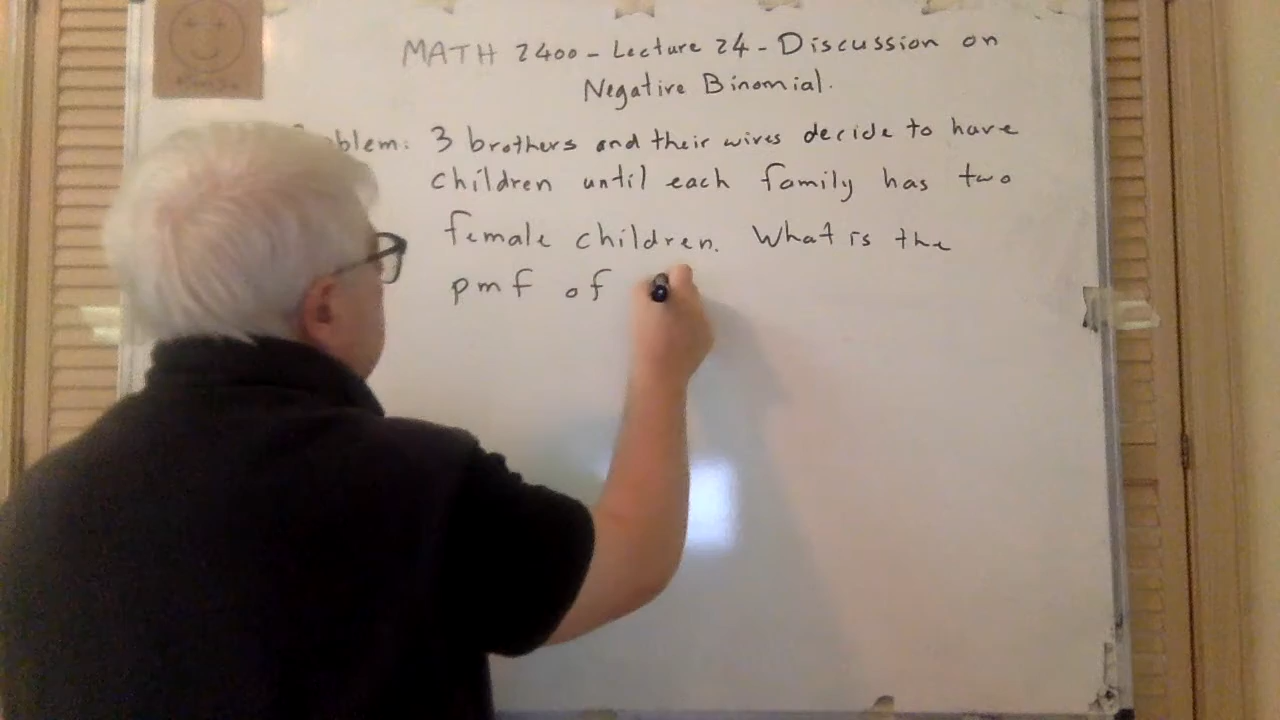 MATH 2400 - Lecture 24 - Discussion on
Negative Binomial.
3 brothers and their wives decide to have
children until each family has two
female children. What is the
pmf of